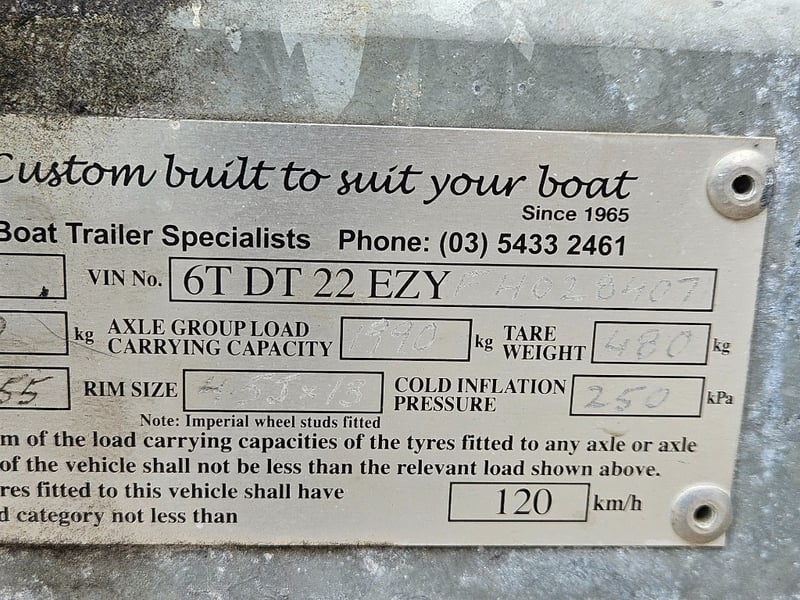 Custom built to suit your boat
Since 1965
Boat Trailer Specialists Phone: (03) 5433 2461
VIN No. 6T DT 22 EZY F H028407
kg AXLE GROUP LOAD CARRYING CAPACITY 1990 kg TARE WEIGHT 480 kg
55 RIM SIZE 4.5J x 13 COLD INFLATION PRESSURE 250 kPa
Note: Imperial wheel studs fitted
m of the load carrying capacities of the tyres fitted to any axle or axle
of the vehicle shall not be less than the relevant load shown above.
res fitted to this vehicle shall have
d category not less than 120 km/h